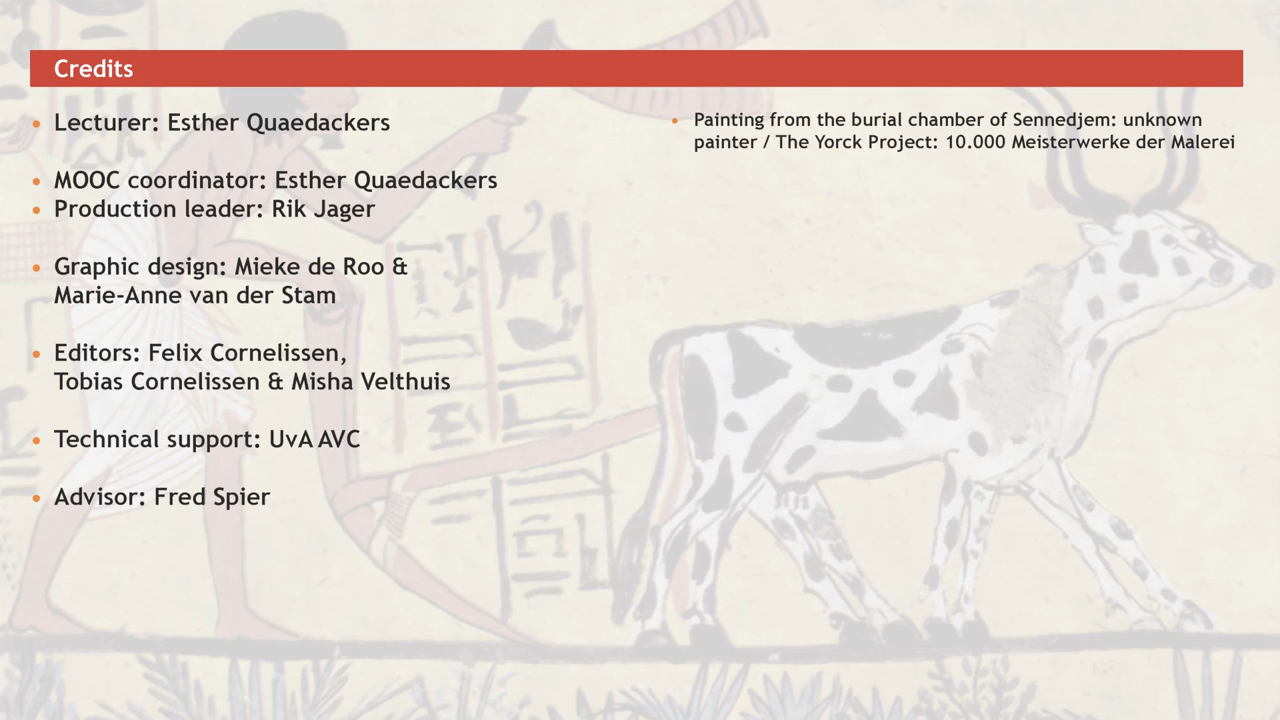 Credits
Lecturer: Esther Quaedackers
MOOC coordinator: Esther Quaedackers
Production leader: Rik Jager
Graphic design: Mieke de Roo &
Marie-Anne van der Stam
Editors: Felix Cornelissen,
Tobias Cornelissen & Misha Velthuis
Technical support: UvA AVC
Advisor: Fred Spier
Painting from the burial chamber of Sennedjem: unknown
painter / The Yorck Project: 10.000 Meisterwerke der Malerei